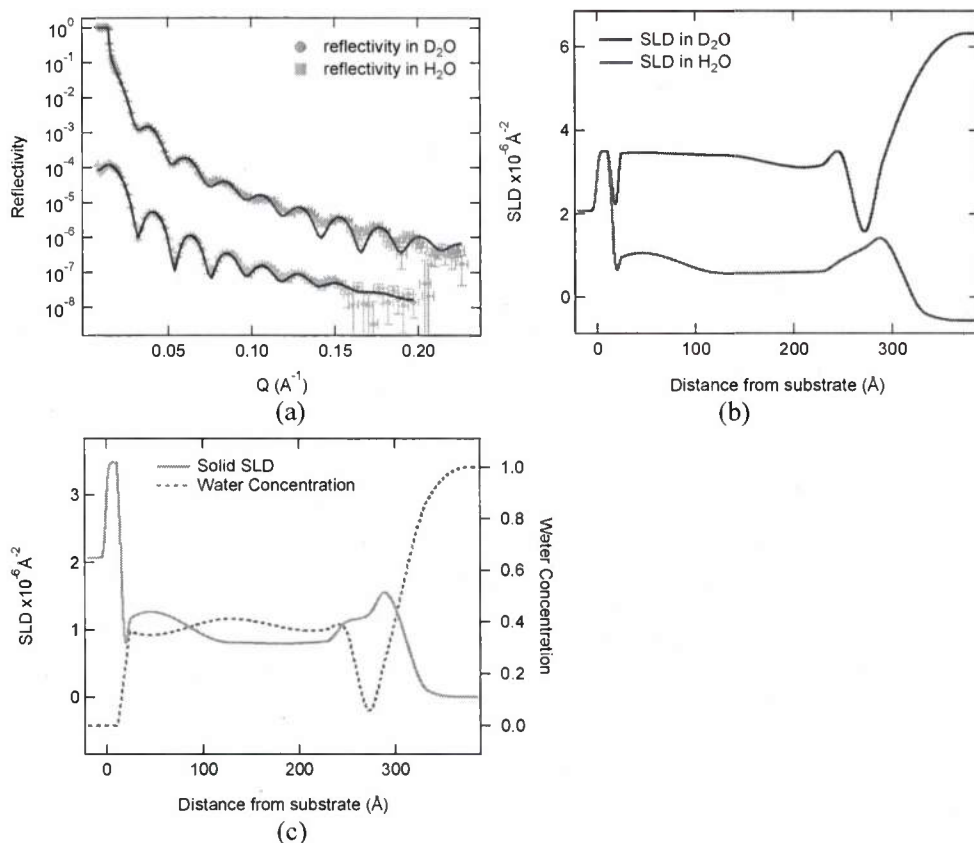 10⁰
10⁻¹
10⁻²
10⁻³
10⁻⁴
10⁻⁵
10⁻⁶
10⁻⁷
10⁻⁸
Reflectivity
reflectivity in D₂O
reflectivity in H₂O
0.05
0.10
0.15
0.20
Q (A⁻¹)
(a)
6
4
2
0
SLD x10⁻⁶A⁻²
SLD in D₂O
SLD in H₂O
0
100
200
300
Distance from substrate (Å)
(b)
3
2
1
0
SLD x10⁻⁶A⁻²
Solid SLD
Water Concentration
1.0
0.8
0.6
0.4
0.2
0.0
Water Concentration
0
100
200
300
Distance from substrate (Å)
(c)